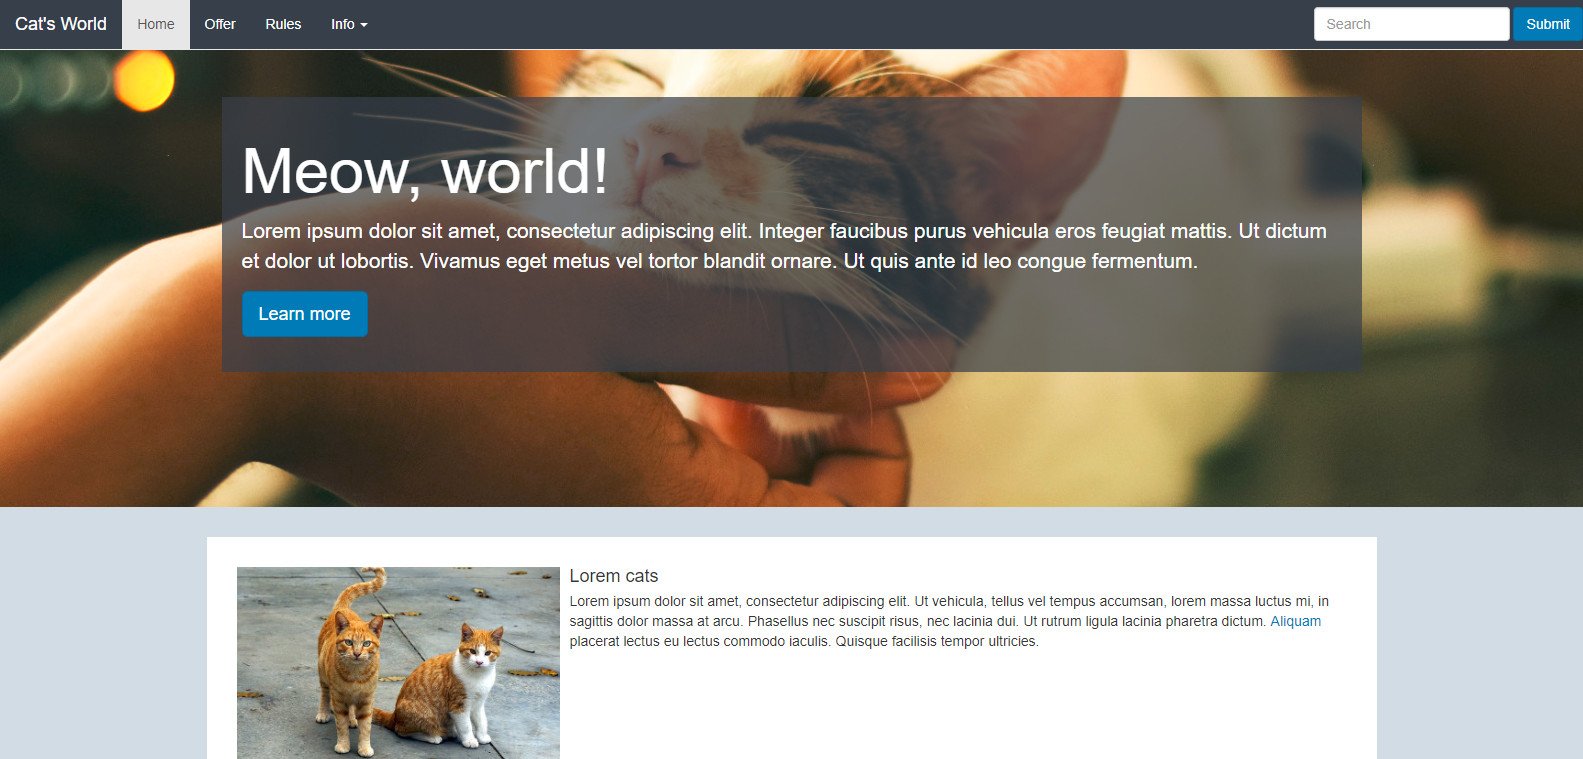 Cat's World Home Offer Rules Info Search Submit
Meow, world!
Lorem ipsum dolor sit amet, consectetur adipiscing elit. Integer faucibus purus vehicula eros feugiat mattis. Ut dictum
et dolor ut lobortis. Vivamus eget metus vel tortor blandit ornare. Ut quis ante id leo congue fermentum.
Learn more
Lorem cats
Lorem ipsum dolor sit amet, consectetur adipiscing elit. Ut vehicula, tellus vel tempus accumsan, lorem massa luctus mi, in
sagittis dolor massa at arcu. Phasellus nec suscipit risus, nec lacinia dui. Ut rutrum ligula lacinia pharetra dictum. Aliquam
placerat lectus eu lectus commodo iaculis. Quisque facilisis tempor ultricies.